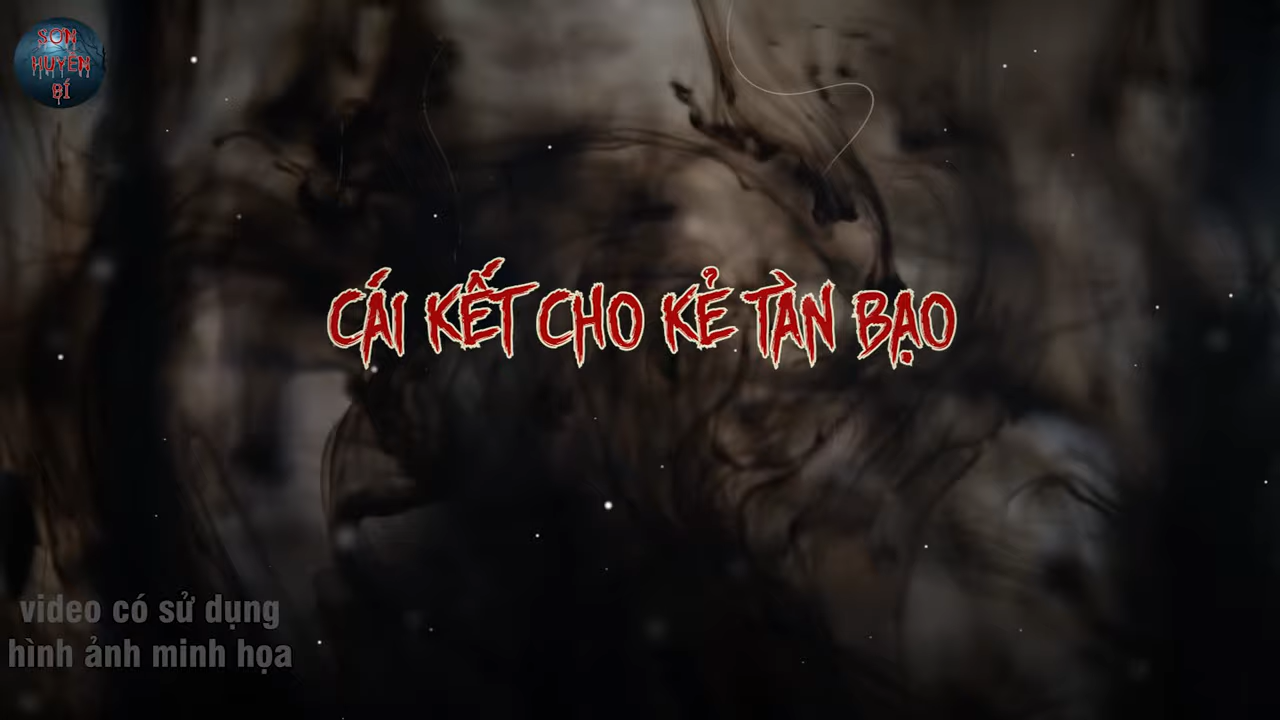 SƠN
HUYỀN
BÍ
CÁI KẾT CHO KẺ TÀN BẠO
video có sử dụng
hình ảnh minh họa